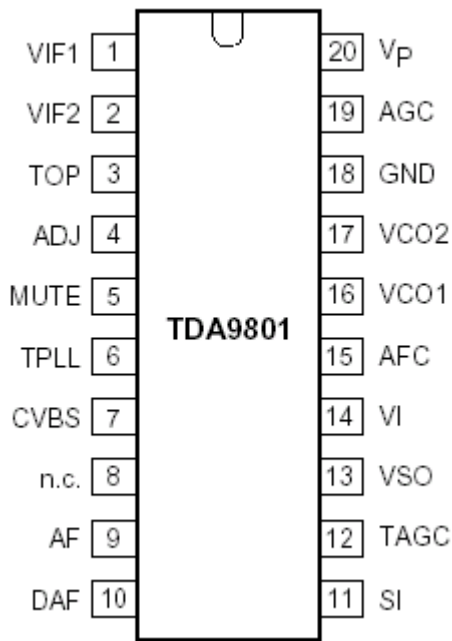 VIF1 1 20 VP
VIF2 2 19 AGC
TOP 3 18 GND
ADJ 4 17 VCO2
MUTE 5 16 VCO1
TDA9801
TPLL 6 15 AFC
CVBS 7 14 VI
n.c. 8 13 VSO
AF 9 12 TAGC
DAF 10 11 SI